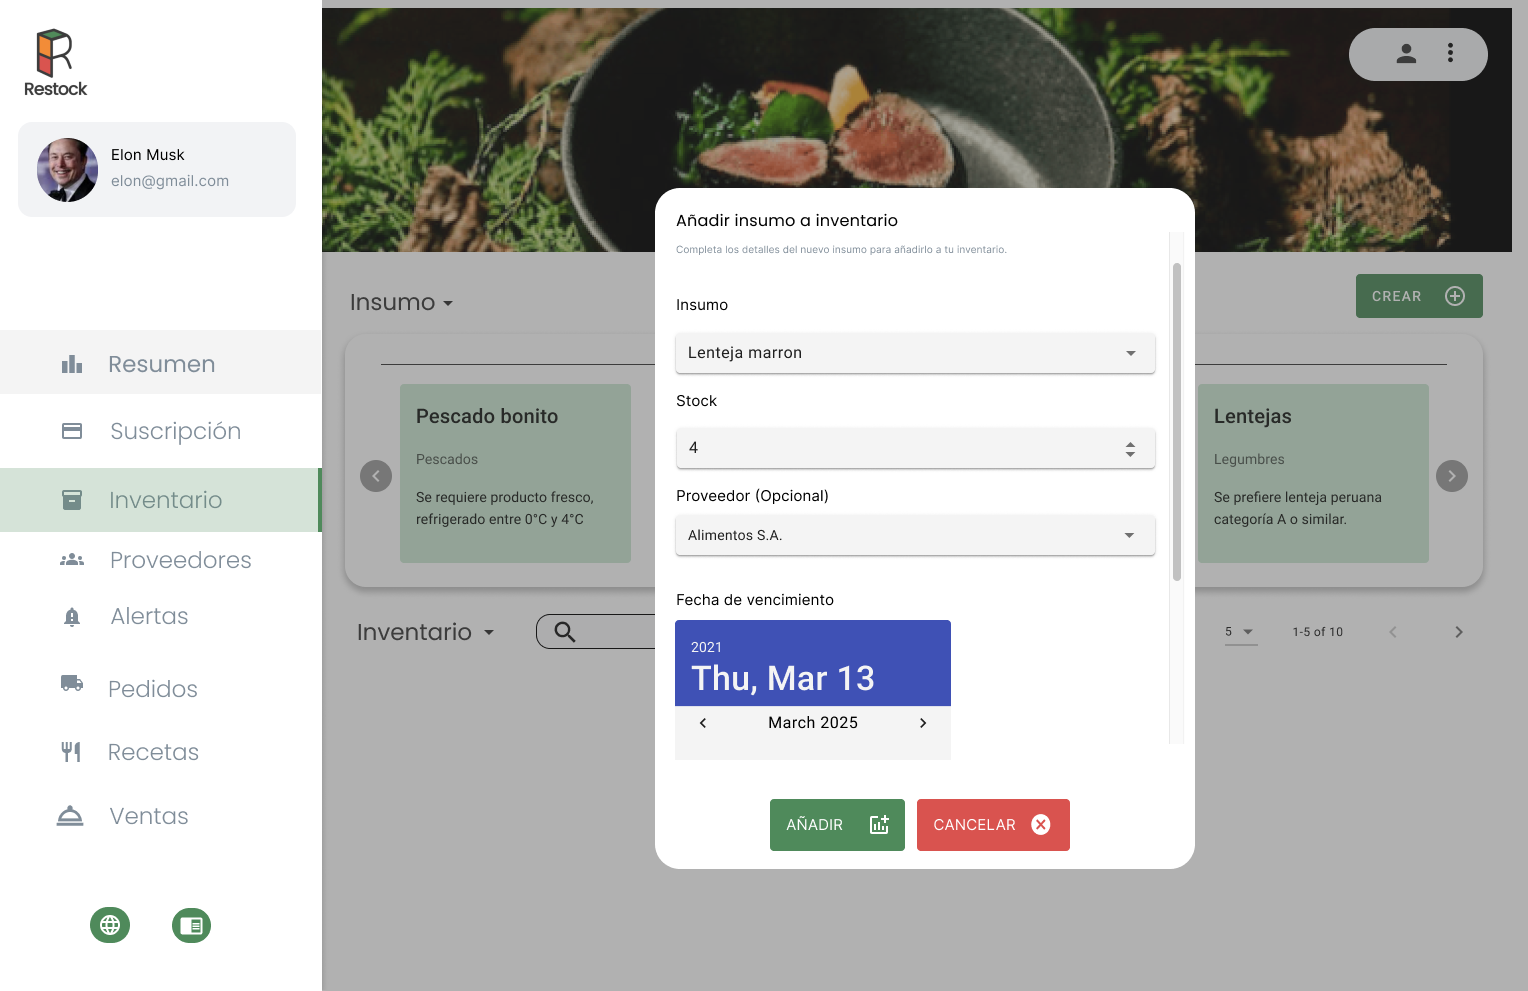 Restock
Elon Musk
elon@gmail.com
Resumen
Suscripción
Inventario
Proveedores
Alertas
Pedidos
Recetas
Ventas
Insumo
CREAR
Pescado bonito
Pescados
Se requiere producto fresco,
refrigerado entre 0°C y 4°C
Lentejas
Legumbres
Se prefiere lenteja peruana
categoría A o similar.
Inventario
5
1-5 of 10
Añadir insumo a inventario
Completa los detalles del nuevo insumo para añadirlo a tu inventario.
Insumo
Lenteja marron
Stock
4
Proveedor (Opcional)
Alimentos S.A.
Fecha de vencimiento
2021
Thu, Mar 13
March 2025
AÑADIR
CANCELAR